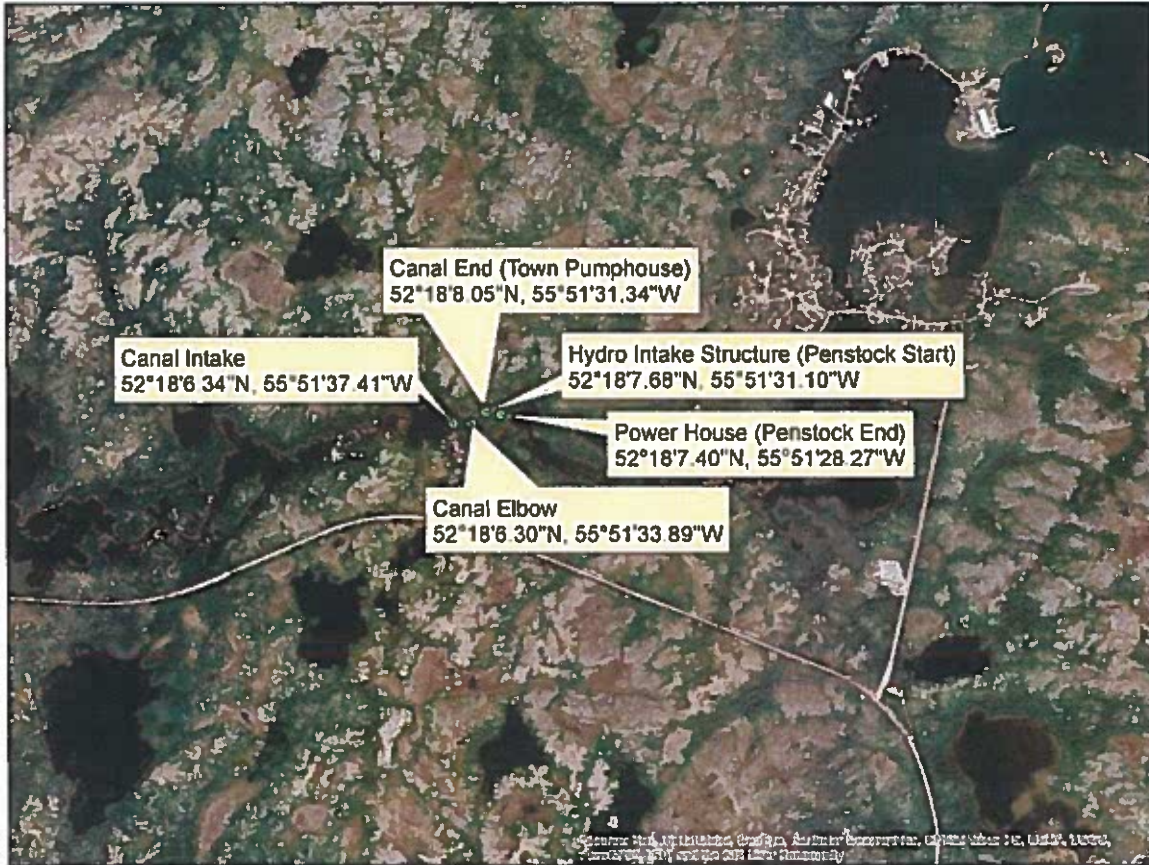 Canal End (Town Pumphouse)
52°18'8.05"N, 55°51'31.34"W
Canal Intake
52°18'6.34"N, 55°51'37.41"W
Hydro Intake Structure (Penstock Start)
52°18'7.68"N, 55°51'31.10"W
Power House (Penstock End)
52°18'7.40"N, 55°51'28.27"W
Canal Elbow
52°18'6.30"N, 55°51'33.89"W